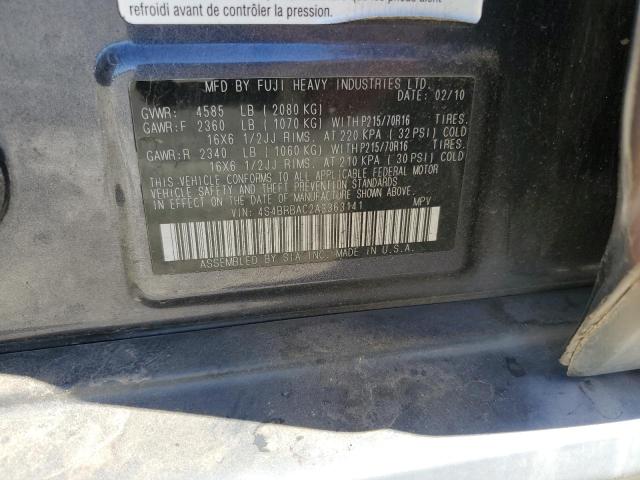 refroidi avant de contrôler la pression.
MFD BY FUJI HEAVY INDUSTRIES LTD.
DATE: 02/10
GVWR: 4585 LB (2080 KG)
GAWR:F 2360 LB (1070 KG) WITH P215/70R16 TIRES.
16X6 1/2JJ RIMS. AT 220 KPA (32 PSI) COLD
GAWR:R 2340 LB (1060 KG) WITH P215/70R16 TIRES.
16X6 1/2JJ RIMS. AT 210 KPA (30 PSI) COLD
THIS VEHICLE CONFORMS TO ALL APPLICABLE FEDERAL MOTOR
VEHICLE SAFETY AND THEFT PREVENTION STANDARDS
IN EFFECT ON THE DATE OF MANUFACTURE SHOWN ABOVE.
VIN: 4S4BRBAC2A3363141 MPV
ASSEMBLED BY SIA INC. MADE IN U.S.A.